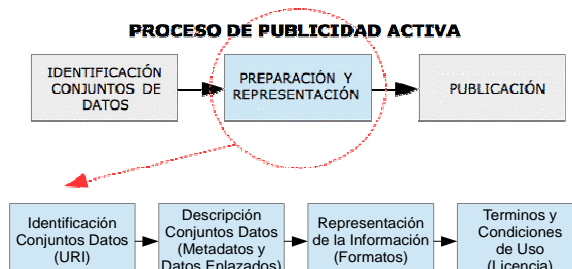 PROCESO DE PUBLICIDAD ACTIVA
IDENTIFICACIÓN
CONJUNTOS DE
DATOS
PREPARACIÓN Y
REPRESENTACIÓN
PUBLICACIÓN
Identificación
Conjuntos Datos
(URI)
Descripción
Conjuntos Datos
(Metadatos y
Datos Enlazados)
Representación
de la Información
(Formatos)
Terminos y
Condiciones
de Uso
(Licencia)